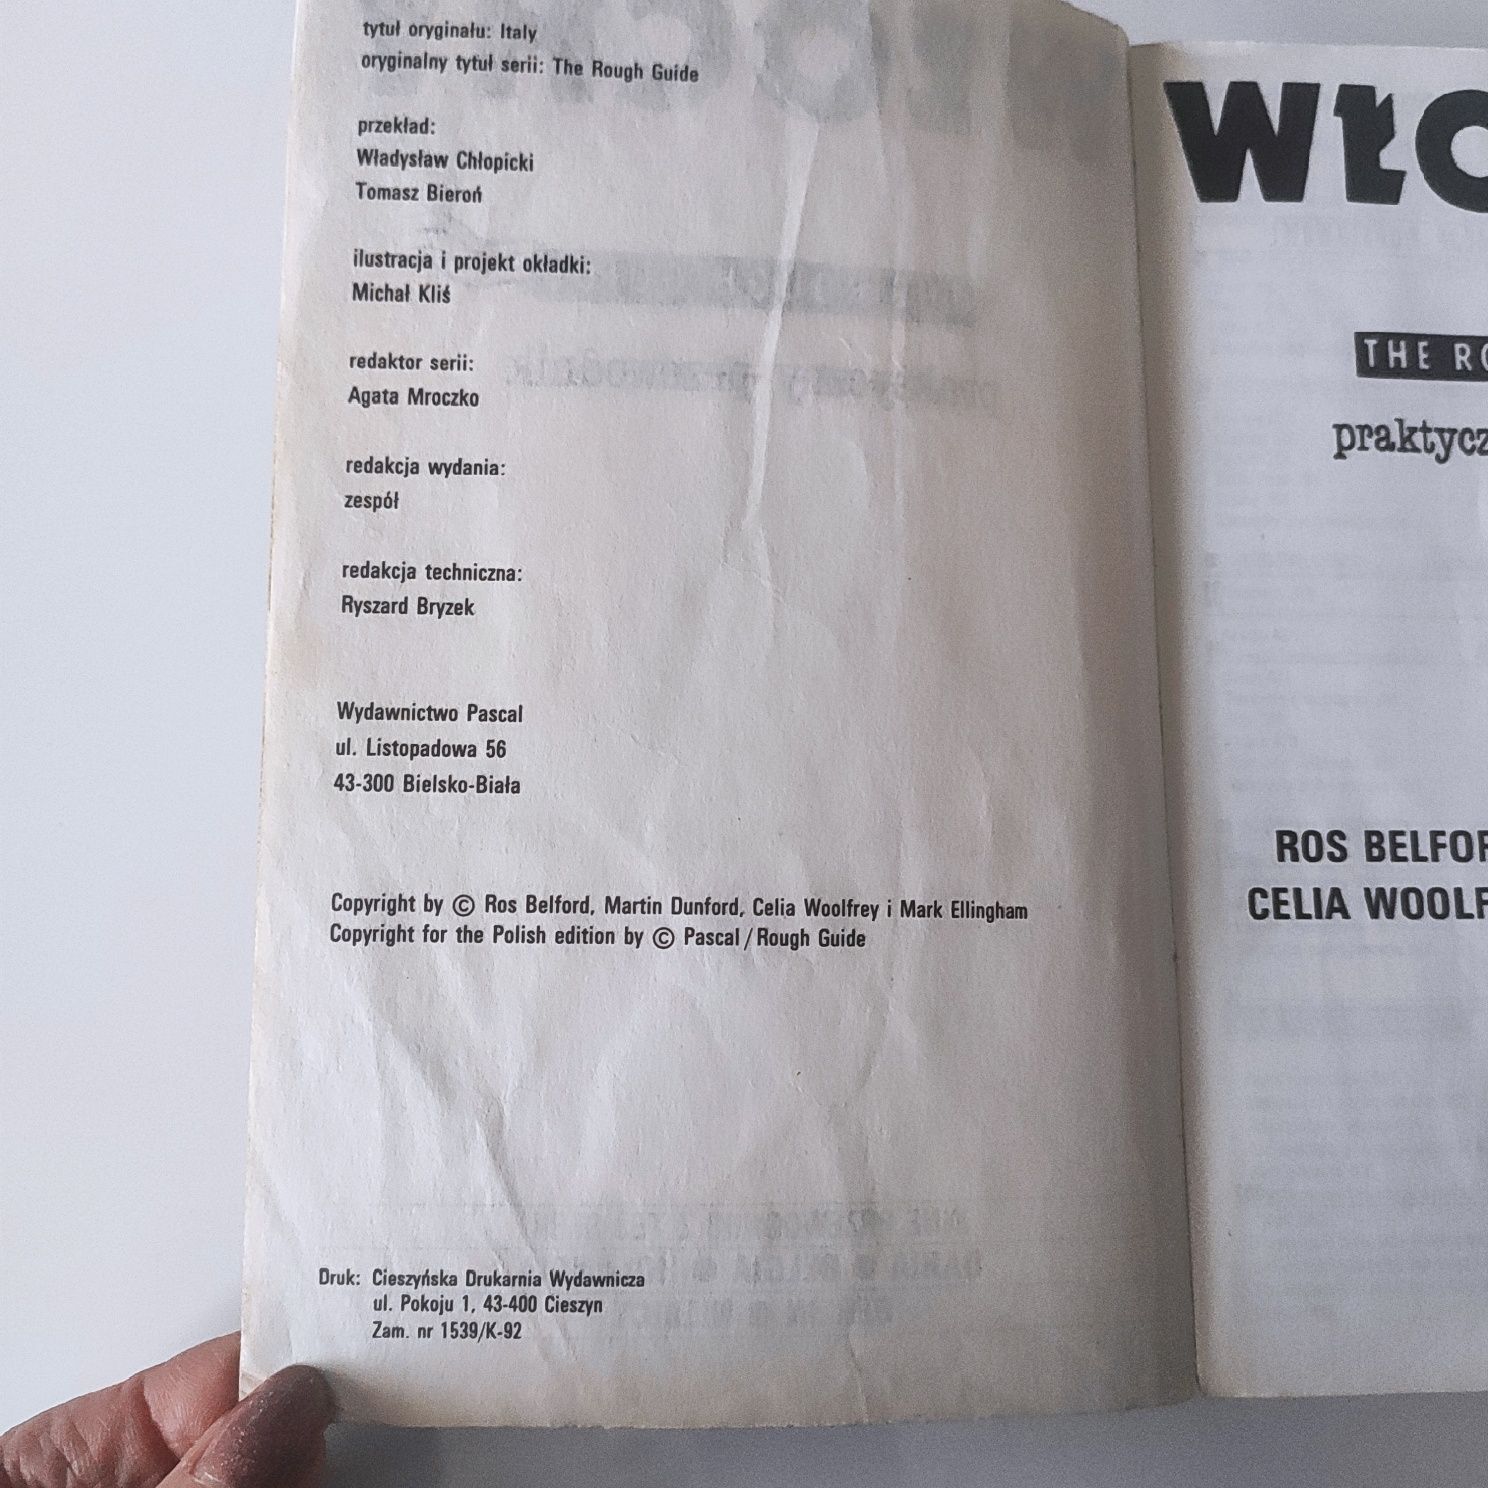 tytuł oryginału: Italy
oryginalny tytuł serii: The Rough Guide
przekład:
Władysław Chłopicki
Tomasz Bieroń
ilustracja i projekt okładki:
Michał Kliś
redaktor serii:
Agata Mroczko
redakcja wydania:
zespół
redakcja techniczna:
Ryszard Bryzek
Wydawnictwo Pascal
ul. Listopadowa 56
43-300 Bielsko-Biała
Copyright by © Ros Belford, Martin Dunford, Celia Woolfrey i Mark Ellingham
Copyright for the Polish edition by © Pascal / Rough Guide
Druk: Cieszyńska Drukarnia Wydawnicza
ul. Pokoju 1, 43-400 Cieszyn
Zam. nr 1539/K-92
WŁO
THE RO
praktycz
ROS BELFOR
CELIA WOOLF